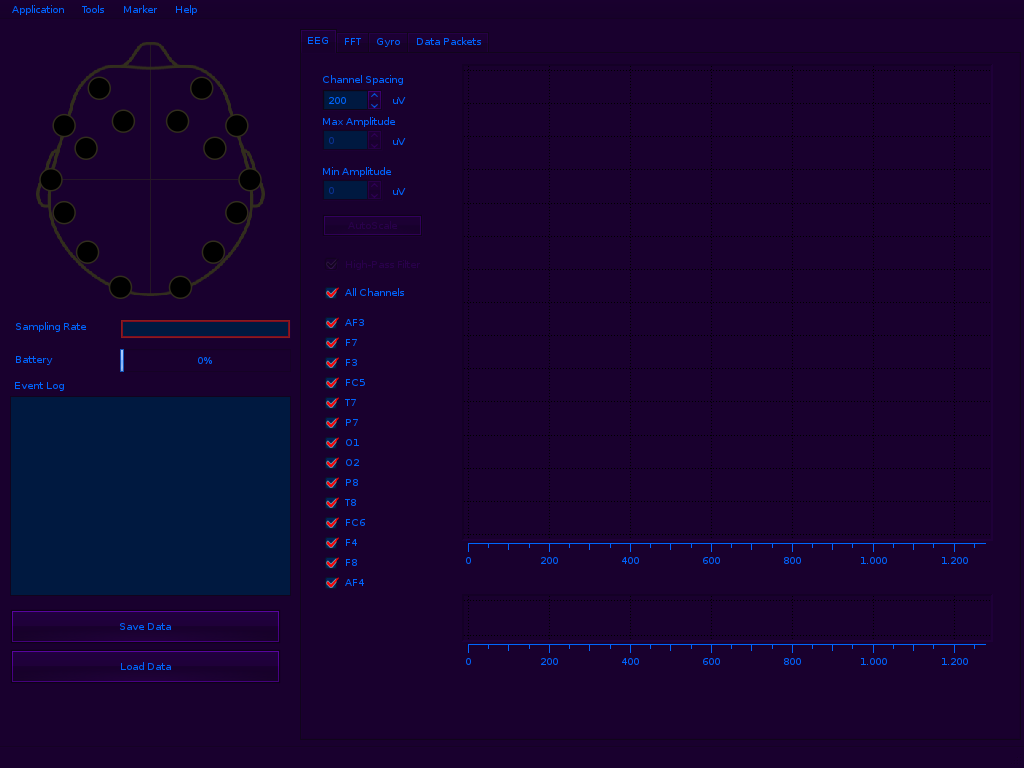 Application Tools Marker Help
EEG FFT Gyro Data Packets
Channel Spacing
200 uV
Max Amplitude
0 uV
Min Amplitude
0 uV
High-Pass Filter
All Channels
AF3
F7
F3
FC5
T7
P7
O1
O2
P8
T8
FC6
F4
F8
AF4
Sampling Rate
Battery 0%
Event Log
Save Data
Load Data
0 200 400 600 800 1.000 1.200
0 200 400 600 800 1.000 1.200